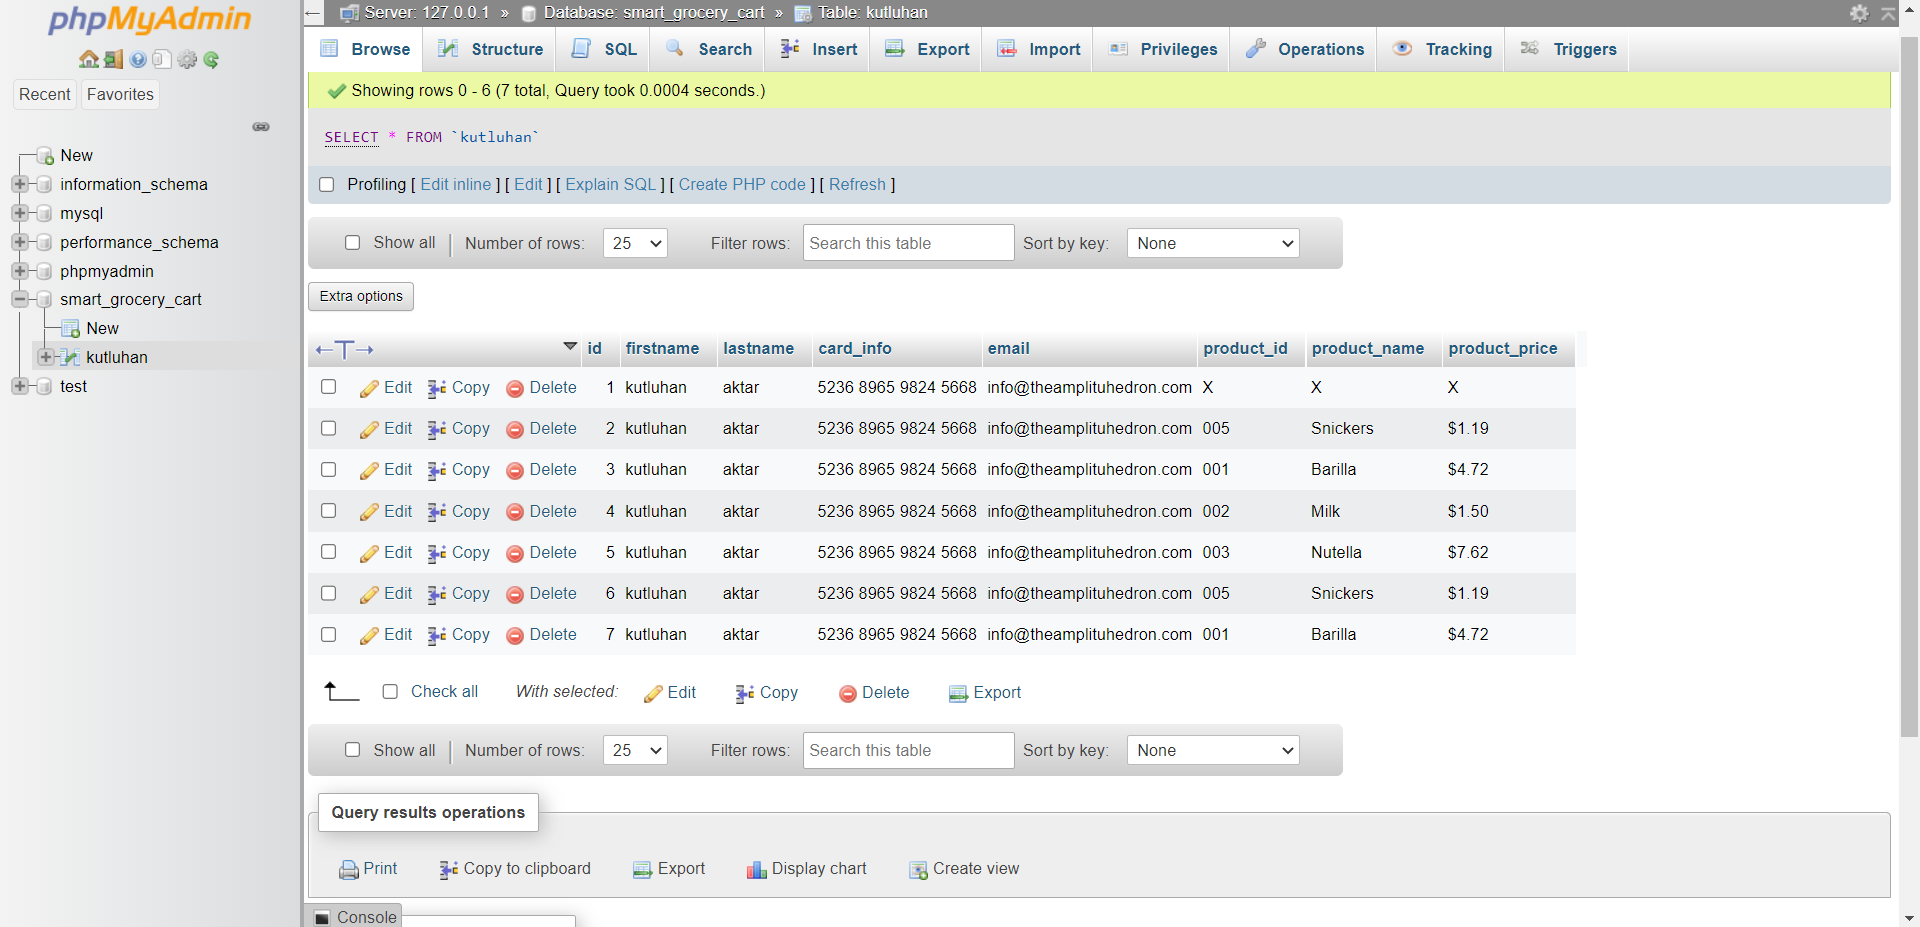 phpMyAdmin
Recent Favorites
New
information_schema
mysql
performance_schema
phpmyadmin
smart_grocery_cart
New
kutluhan
test
Server: 127.0.0.1 » Database: smart_grocery_cart » Table: kutluhan
Browse Structure SQL Search Insert Export Import Privileges Operations Tracking Triggers
Showing rows 0 - 6 (7 total, Query took 0.0004 seconds.)
SELECT * FROM `kutluhan`
Profiling [ Edit inline ] [ Edit ] [ Explain SQL ] [ Create PHP code ] [ Refresh ]
Show all | Number of rows: 25 Filter rows: Search this table Sort by key: None
Extra options
←T→ id firstname lastname card_info email product_id product_name product_price
Edit Copy Delete 1 kutluhan aktar 5236 8965 9824 5668 info@theamplituhedron.com X X X
Edit Copy Delete 2 kutluhan aktar 5236 8965 9824 5668 info@theamplituhedron.com 005 Snickers $1.19
Edit Copy Delete 3 kutluhan aktar 5236 8965 9824 5668 info@theamplituhedron.com 001 Barilla $4.72
Edit Copy Delete 4 kutluhan aktar 5236 8965 9824 5668 info@theamplituhedron.com 002 Milk $1.50
Edit Copy Delete 5 kutluhan aktar 5236 8965 9824 5668 info@theamplituhedron.com 003 Nutella $7.62
Edit Copy Delete 6 kutluhan aktar 5236 8965 9824 5668 info@theamplituhedron.com 005 Snickers $1.19
Edit Copy Delete 7 kutluhan aktar 5236 8965 9824 5668 info@theamplituhedron.com 001 Barilla $4.72
Check all With selected: Edit Copy Delete Export
Show all | Number of rows: 25 Filter rows: Search this table Sort by key: None
Query results operations
Print Copy to clipboard Export Display chart Create view
Console